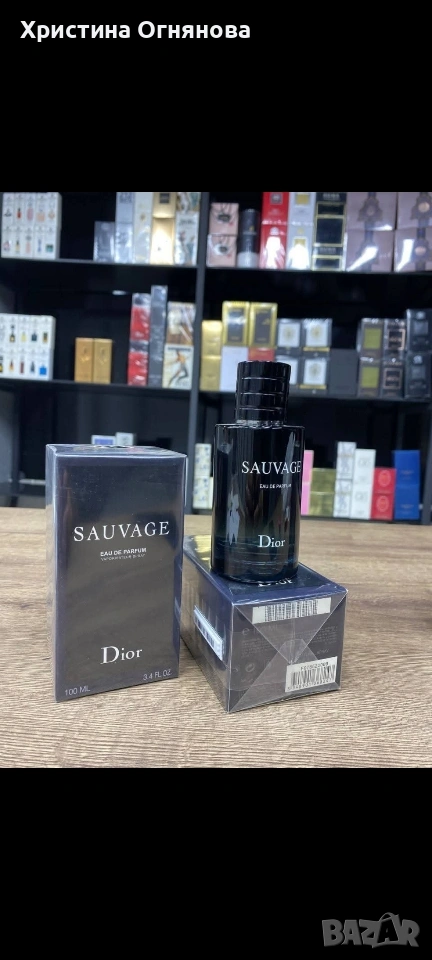 Христина Огнянова
SAUVAGE
EAU DE PARFUM
Dior
SAUVAGE
EAU DE PARFUM
Dior
100 ML
3.4 FL.OZ
BAZAR